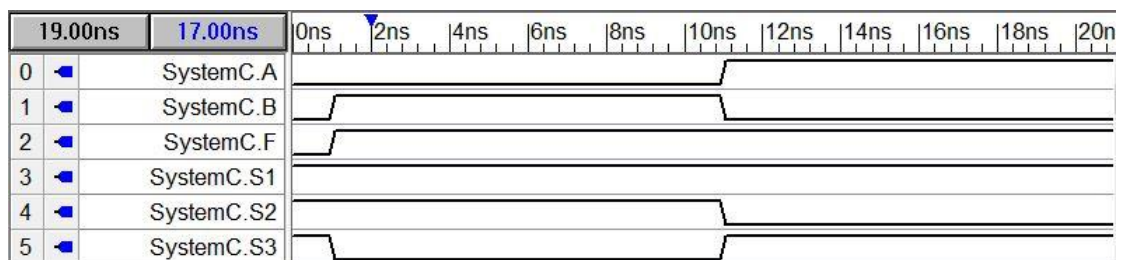 19.00ns 17.00ns 0ns 2ns 4ns 6ns 8ns 10ns 12ns 14ns 16ns 18ns 20n
0 SystemC.A
1 SystemC.B
2 SystemC.F
3 SystemC.S1
4 SystemC.S2
5 SystemC.S3